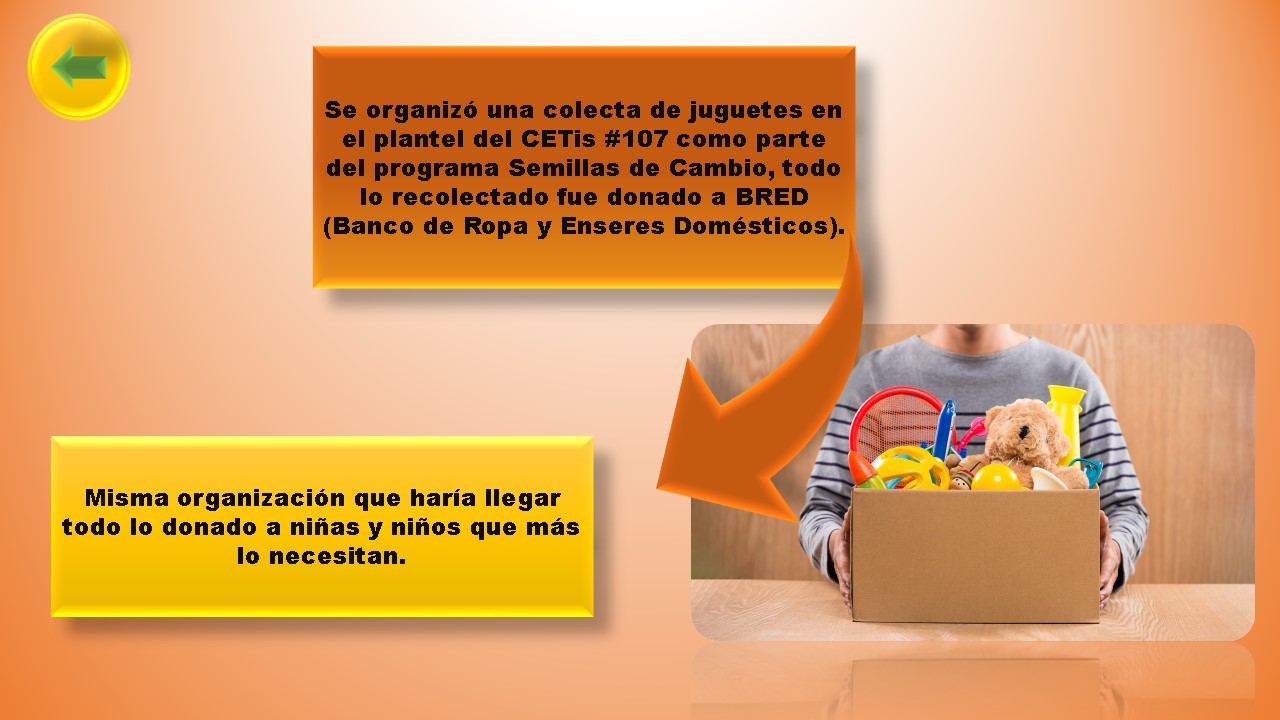 Se organizó una colecta de juguetes en
el plantel del CETis #107 como parte
del programa Semillas de Cambio, todo
lo recolectado fue donado a BRED
(Banco de Ropa y Enseres Domésticos).
Misma organización que haría llegar
todo lo donado a niñas y niños que más
lo necesitan.